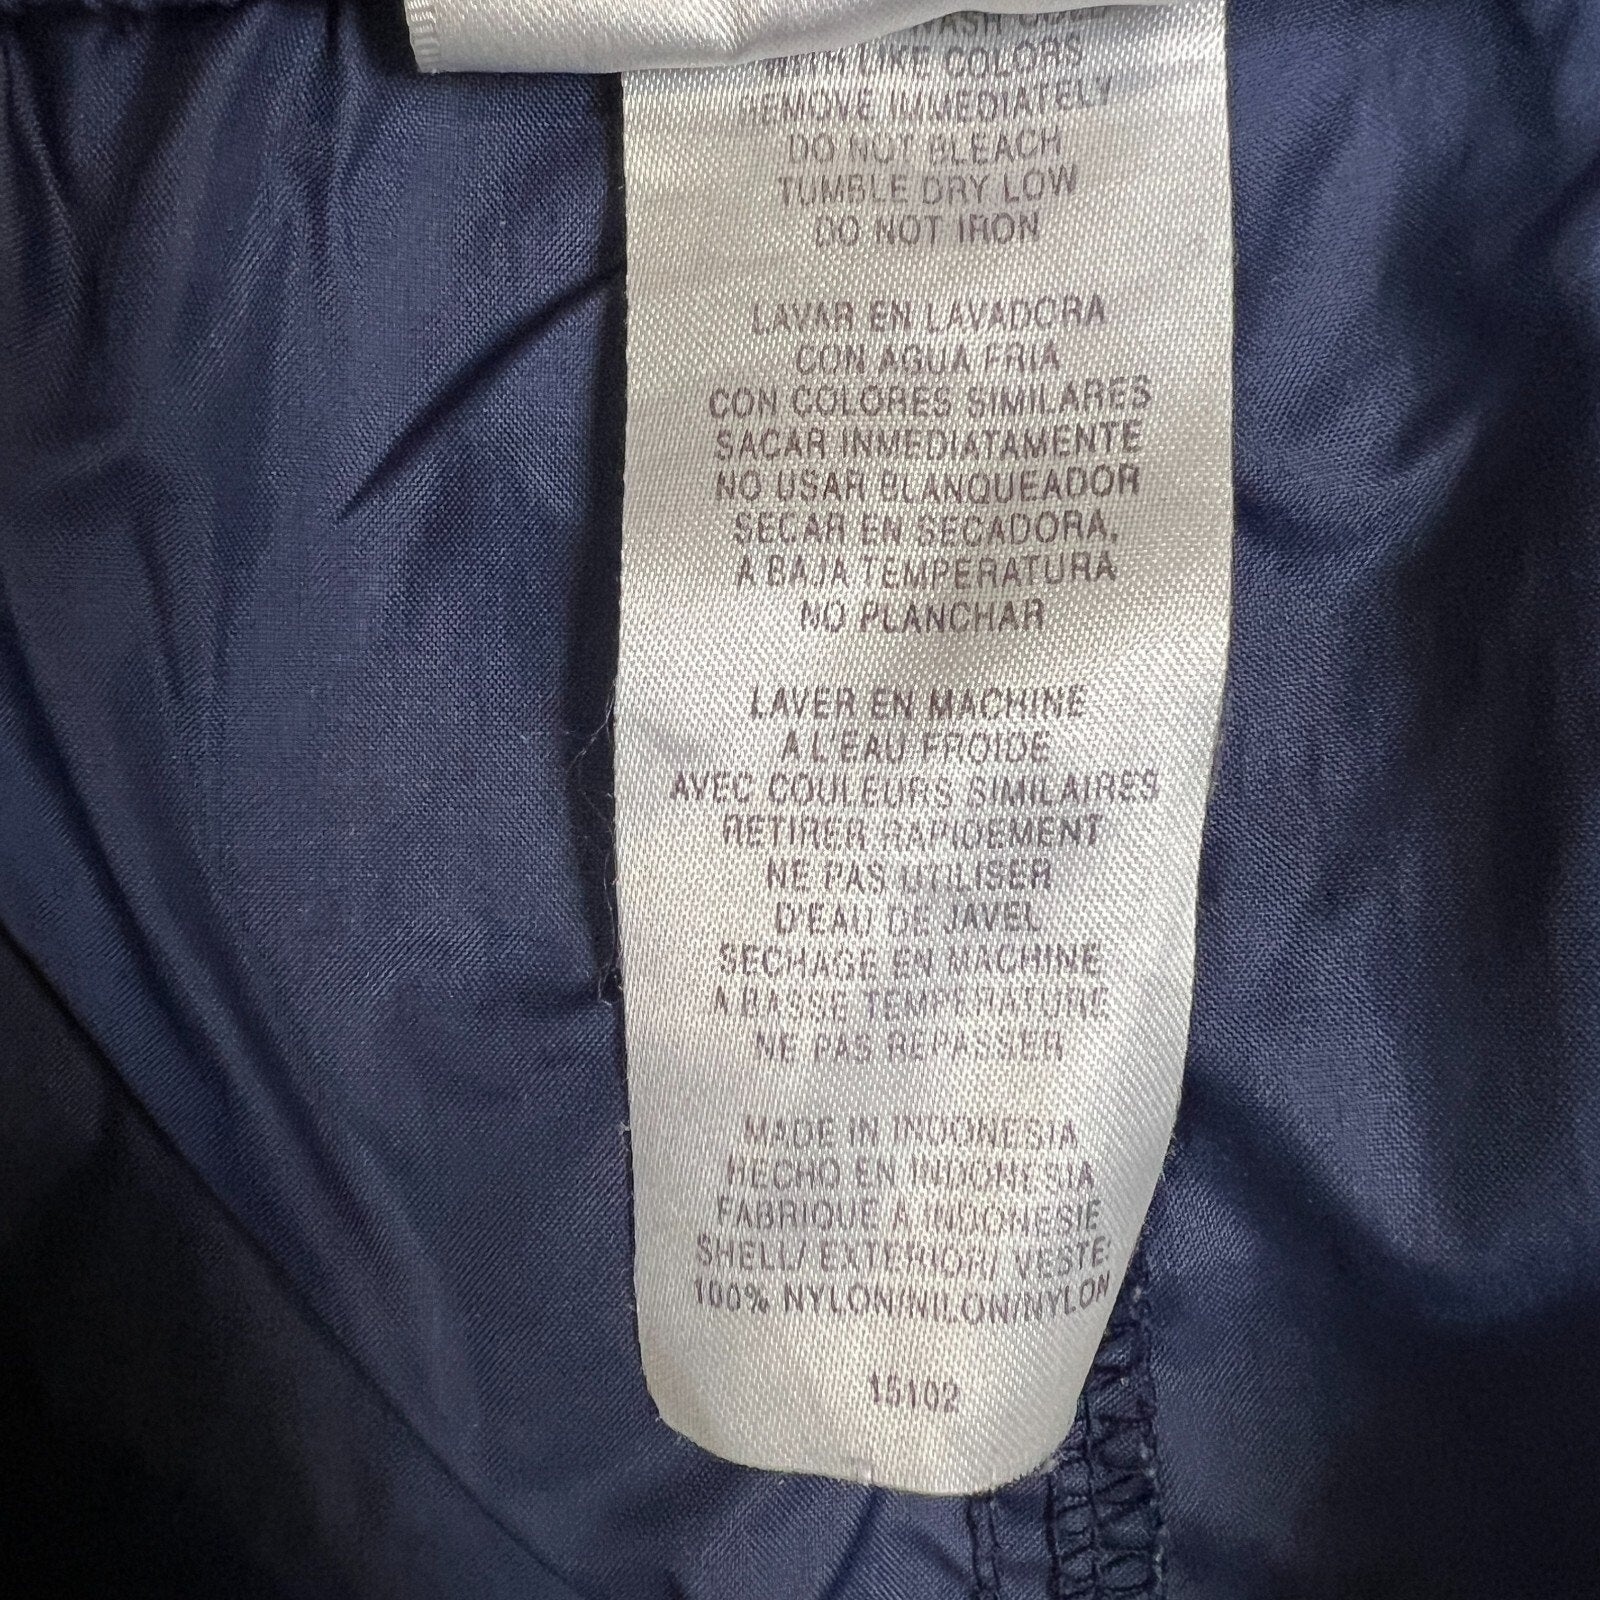 WASH COLD
WITH LIKE COLORS
REMOVE IMMEDIATELY
DO NOT BLEACH
TUMBLE DRY LOW
DO NOT IRON
LAVAR EN LAVADORA
CON AGUA FRIA
CON COLORES SIMILARES
SACAR INMEDIATAMENTE
NO USAR BLANQUEADOR
SECAR EN SECADORA,
A BAJA TEMPERATURA
NO PLANCHAR
LAVER EN MACHINE
A L'EAU FROIDE
AVEC COULEURS SIMILAIRES
RETIRER RAPIDEMENT
NE PAS UTILISER
D'EAU DE JAVEL
SECHAGE EN MACHINE
A BASSE TEMPERATURE
NE PAS REPASSER
MADE IN INDONESIA
HECHO EN INDONESIA
FABRIQUE A INDONESIE
SHELL/ EXTERIOR/ VESTE:
100% NYLON/NILON/NYLON
15102